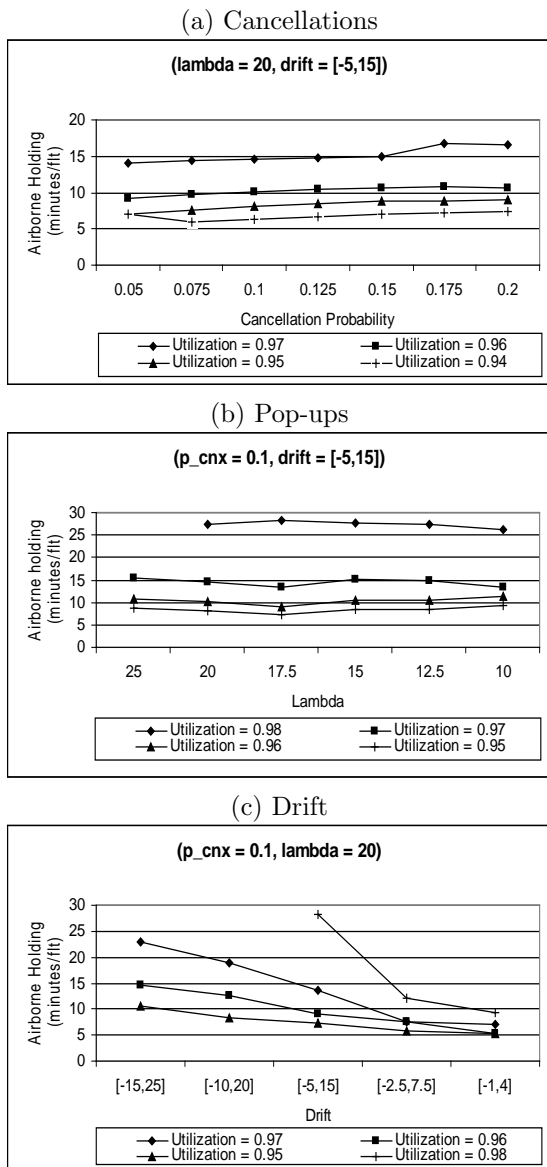 (a) Cancellations
(lambda = 20, drift = [-5,15])
20
15
10
5
0
Airborne Holding
(minutes/flt)
0.05 0.075 0.1 0.125 0.15 0.175 0.2
Cancellation Probability
Utilization = 0.97 Utilization = 0.96
Utilization = 0.95 Utilization = 0.94
(b) Pop-ups
(p_cnx = 0.1, drift = [-5,15])
30
25
20
15
10
5
0
Airborne holding
(minutes/flt)
25 20 17.5 15 12.5 10
Lambda
Utilization = 0.98 Utilization = 0.97
Utilization = 0.96 Utilization = 0.95
(c) Drift
(p_cnx = 0.1, lambda = 20)
30
25
20
15
10
5
0
Airborne Holding
(minutes/flt)
[-15,25] [-10,20] [-5,15] [-2.5,7.5] [-1,4]
Drift
Utilization = 0.97 Utilization = 0.96
Utilization = 0.95 Utilization = 0.98